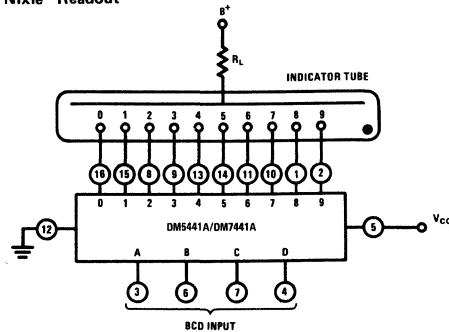 Nixie Readout
B+
RL
INDICATOR TUBE
0 1 2 3 4 5 6 7 8 9
16 15 8 9 13 14 11 10 1 2
0 1 2 3 4 5 6 7 8 9
12 DM5441A/DM7441A 5 VCC
A B C D
3 6 7 4
BCD INPUT